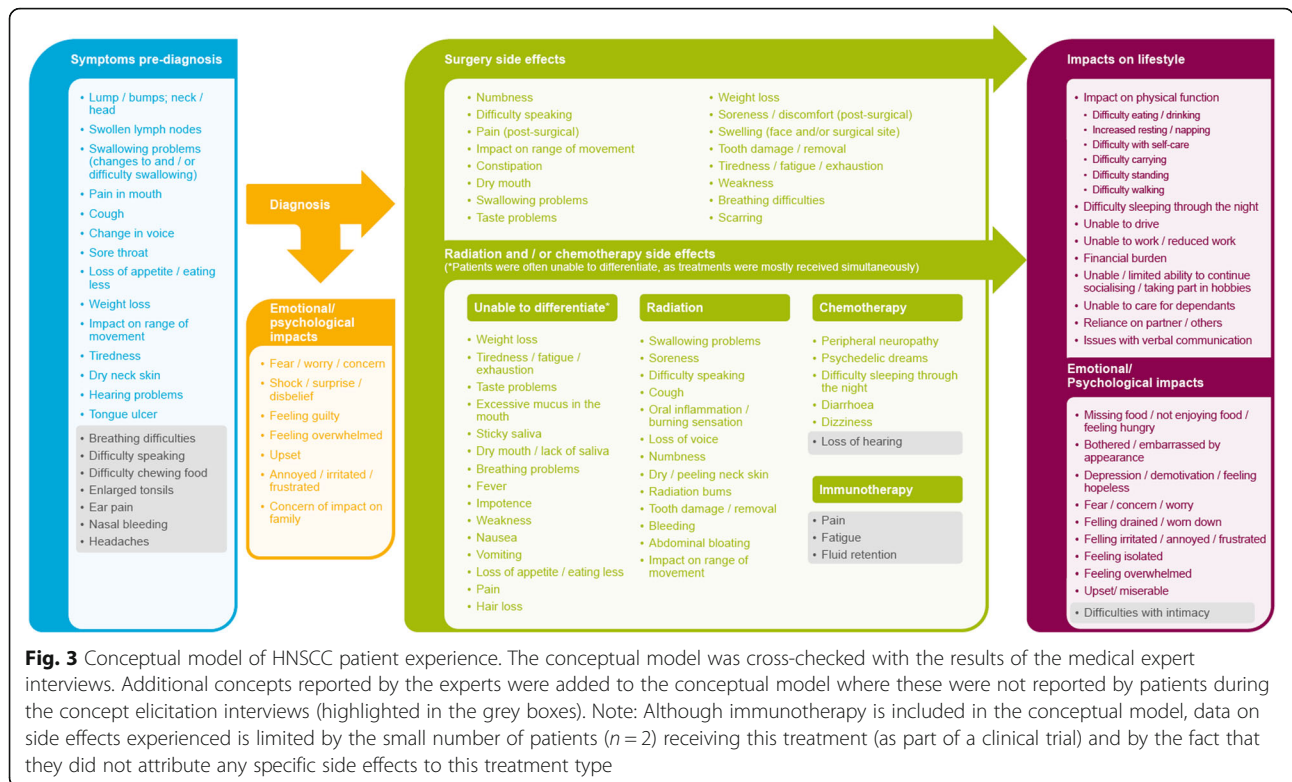 Symptoms pre-diagnosis
• Lump / bumps; neck /
head
• Swollen lymph nodes
• Swallowing problems
(changes to and / or
difficulty swallowing)
• Pain in mouth
• Cough
• Change in voice
• Sore throat
• Loss of appetite / eating
less
• Weight loss
• Impact on range of
movement
• Tiredness
• Dry neck skin
• Hearing problems
• Tongue ulcer
• Breathing difficulties
• Difficulty speaking
• Difficulty chewing food
• Enlarged tonsils
• Ear pain
• Nasal bleeding
• Headaches
Diagnosis
Emotional/
psychological
impacts
• Fear / worry / concern
• Shock / surprise /
disbelief
• Feeling guilty
• Feeling overwhelmed
• Upset
• Annoyed / irritated /
frustrated
• Concern of impact on
family
Surgery side effects
• Numbness
• Difficulty speaking
• Pain (post-surgical)
• Impact on range of movement
• Constipation
• Dry mouth
• Swallowing problems
• Taste problems
• Weight loss
• Soreness / discomfort (post-surgical)
• Swelling (face and/or surgical site)
• Tooth damage / removal
• Tiredness / fatigue / exhaustion
• Weakness
• Breathing difficulties
• Scarring
Radiation and / or chemotherapy side effects
(*Patients were often unable to differentiate, as treatments were mostly received simultaneously)
Unable to differentiate*
• Weight loss
• Tiredness / fatigue /
exhaustion
• Taste problems
• Excessive mucus in the
mouth
• Sticky saliva
• Dry mouth / lack of saliva
• Breathing problems
• Fever
• Impotence
• Weakness
• Nausea
• Vomiting
• Loss of appetite / eating less
• Pain
• Hair loss
Radiation
• Swallowing problems
• Soreness
• Difficulty speaking
• Cough
• Oral inflammation /
burning sensation
• Loss of voice
• Numbness
• Dry / peeling neck skin
• Radiation burns
• Tooth damage / removal
• Bleeding
• Abdominal bloating
• Impact on range of
movement
Chemotherapy
• Peripheral neuropathy
• Psychedelic dreams
• Difficulty sleeping through
the night
• Diarrhoea
• Dizziness
• Loss of hearing
Immunotherapy
• Pain
• Fatigue
• Fluid retention
Impacts on lifestyle
• Impact on physical function
• Difficulty eating / drinking
• Increased resting / napping
• Difficulty with self-care
• Difficulty carrying
• Difficulty standing
• Difficulty walking
• Difficulty sleeping through the night
• Unable to drive
• Unable to work / reduced work
• Financial burden
• Unable / limited ability to continue
socialising / taking part in hobbies
• Unable to care for dependants
• Reliance on partner / others
• Issues with verbal communication
Emotional/
Psychological impacts
• Missing food / not enjoying food /
feeling hungry
• Bothered / embarrassed by
appearance
• Depression / demotivation / feeling
hopeless
• Fear / concern / worry
• Felling drained / worn down
• Felling irritated / annoyed / frustrated
• Feeling isolated
• Feeling overwhelmed
• Upset/ miserable
• Difficulties with intimacy
Fig. 3 Conceptual model of HNSCC patient experience. The conceptual model was cross-checked with the results of the medical expert
interviews. Additional concepts reported by the experts were added to the conceptual model where these were not reported by patients during
the concept elicitation interviews (highlighted in the grey boxes). Note: Although immunotherapy is included in the conceptual model, data on
side effects experienced is limited by the small number of patients (n = 2) receiving this treatment (as part of a clinical trial) and by the fact that
they did not attribute any specific side effects to this treatment type